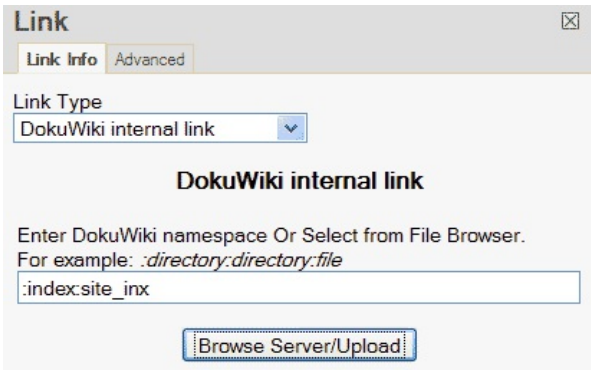 Link
Link Info Advanced
Link Type
DokuWiki internal link
DokuWiki internal link
Enter DokuWiki namespace Or Select from File Browser.
For example: :directory:directory:file
:index:site_inx
Browse Server/Upload